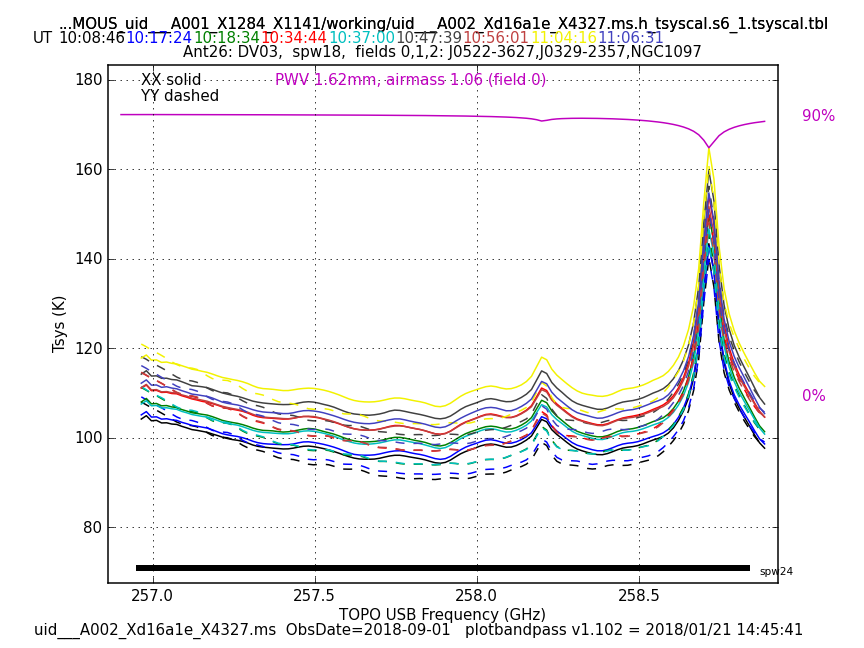 ...MOUS_uid___A001_X1284_X1141/working/uid___A002_Xd16a1e_X4327.ms.h_tsyscal.s6_1.tsyscal.tbl
UT 10:08:46 10:17:24 10:18:34 10:34:44 10:37:00 10:47:39 10:56:01 11:04:16 11:06:31
Ant26: DV03,  spw18,  fields 0,1,2: J0522-3627,J0329-2357,NGC1097
XX solid
YY dashed
PWV 1.62mm, airmass 1.06 (field 0)
180
160
140
120
100
80
Tsys (K)
90%
0%
spw24
257.0 257.5 258.0 258.5
TOPO USB Frequency (GHz)
uid___A002_Xd16a1e_X4327.ms  ObsDate=2018-09-01   plotbandpass v1.102 = 2018/01/21 14:45:41